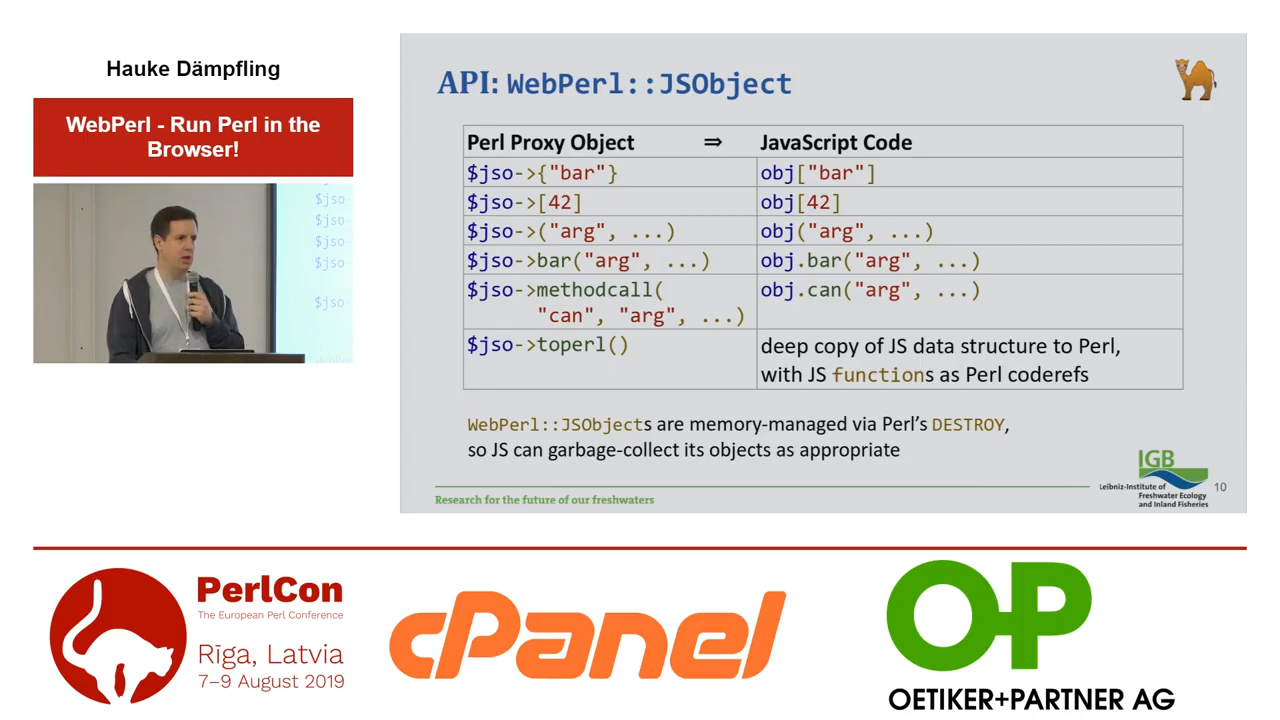 Hauke Dämpfling
WebPerl - Run Perl in the
Browser!
$jso-
$jso-
$jso-
$jso-
$jso-
API: WebPerl::JSObject
Perl Proxy Object ⇒ JavaScript Code
$jso->{"bar"} obj["bar"]
$jso->[42] obj[42]
$jso->("arg", ...) obj("arg", ...)
$jso->bar("arg", ...) obj.bar("arg", ...)
$jso->methodcall( obj.can("arg", ...)
"can", "arg", ...)
$jso->toperl() deep copy of JS data structure to Perl,
with JS functions as Perl coderefs
WebPerl::JSObjects are memory-managed via Perl’s DESTROY,
so JS can garbage-collect its objects as appropriate
Research for the future of our freshwaters
IGB
Leibniz-Institute of
Freshwater Ecology
and Inland Fisheries
10
PerlCon
The European Perl Conference
Rīga, Latvia
7–9 August 2019
cPanel
O+P
OETIKER+PARTNER AG